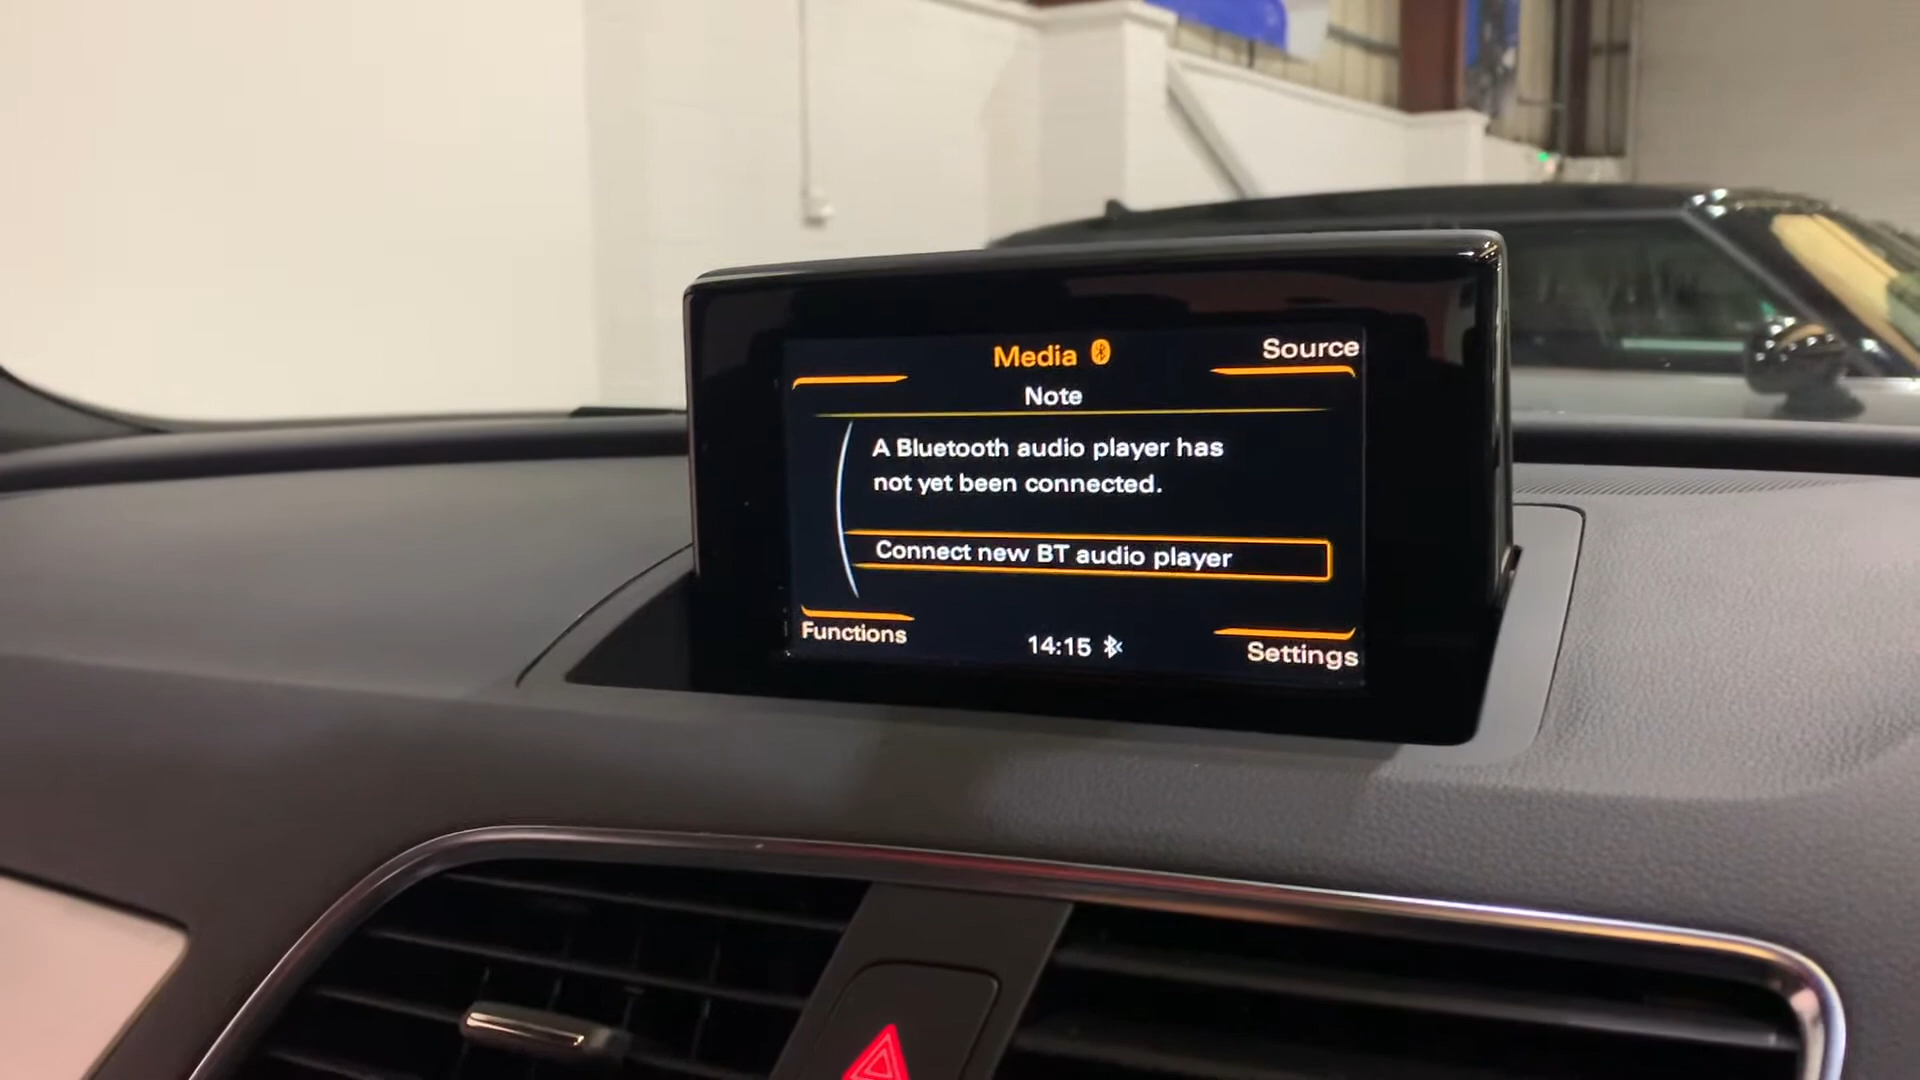 Media
Source
Note
A Bluetooth audio player has
not yet been connected.
Connect new BT audio player
Functions
14:15
Settings